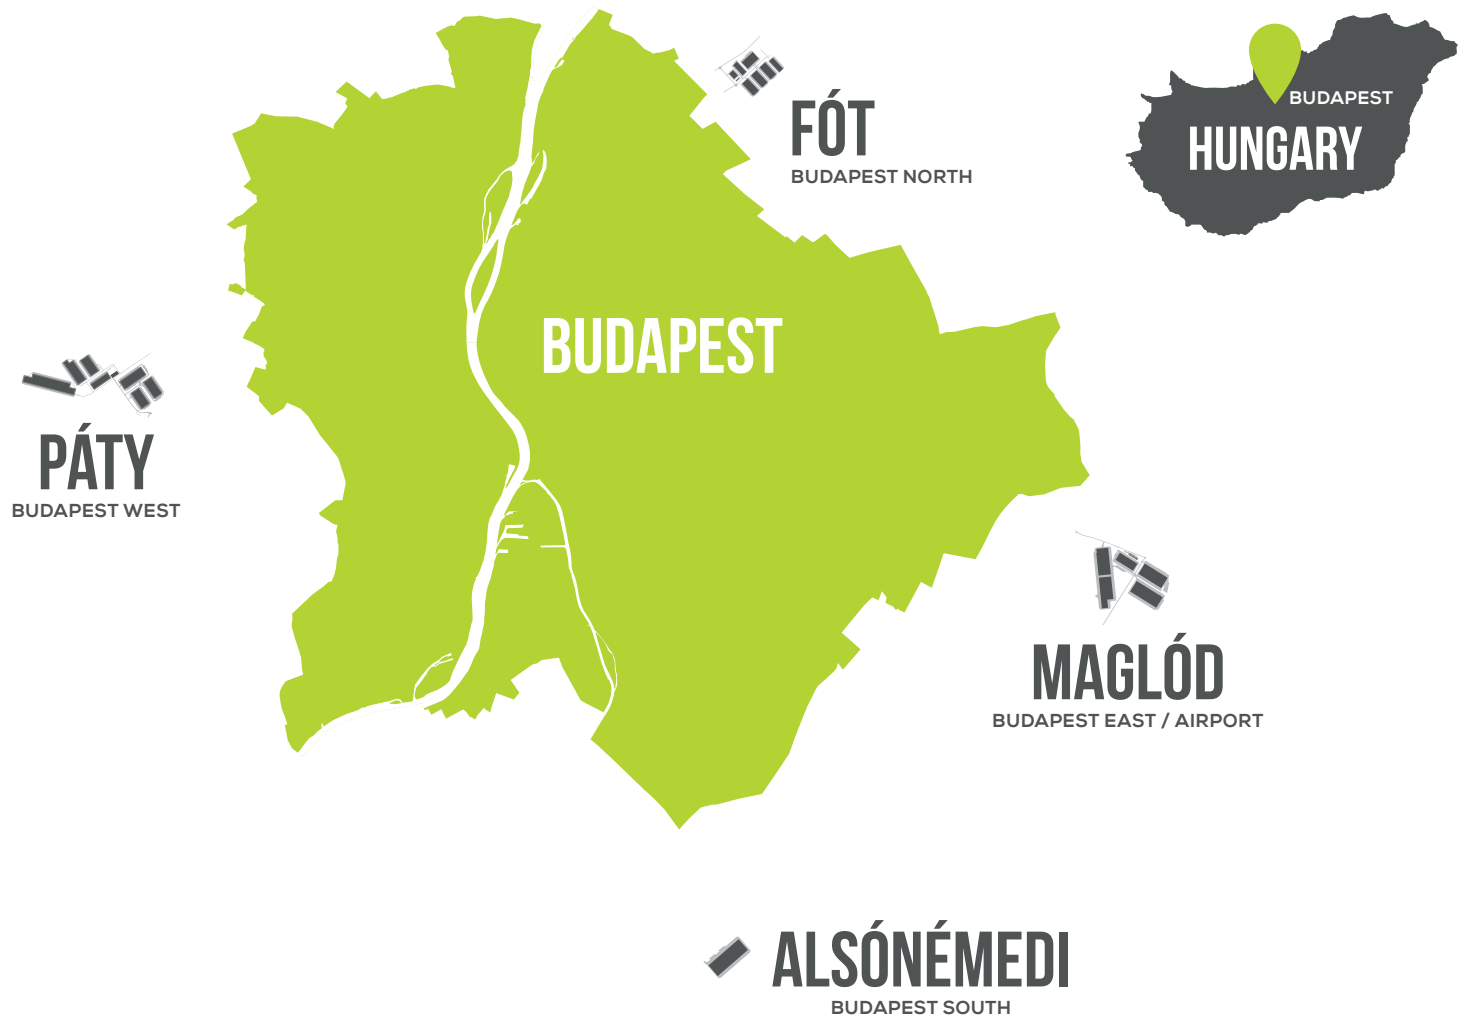 FÓT
BUDAPEST NORTH
BUDAPEST
HUNGARY
BUDAPEST
PÁTY
BUDAPEST WEST
MAGLÓD
BUDAPEST EAST / AIRPORT
ALSÓNÉMEDI
BUDAPEST SOUTH